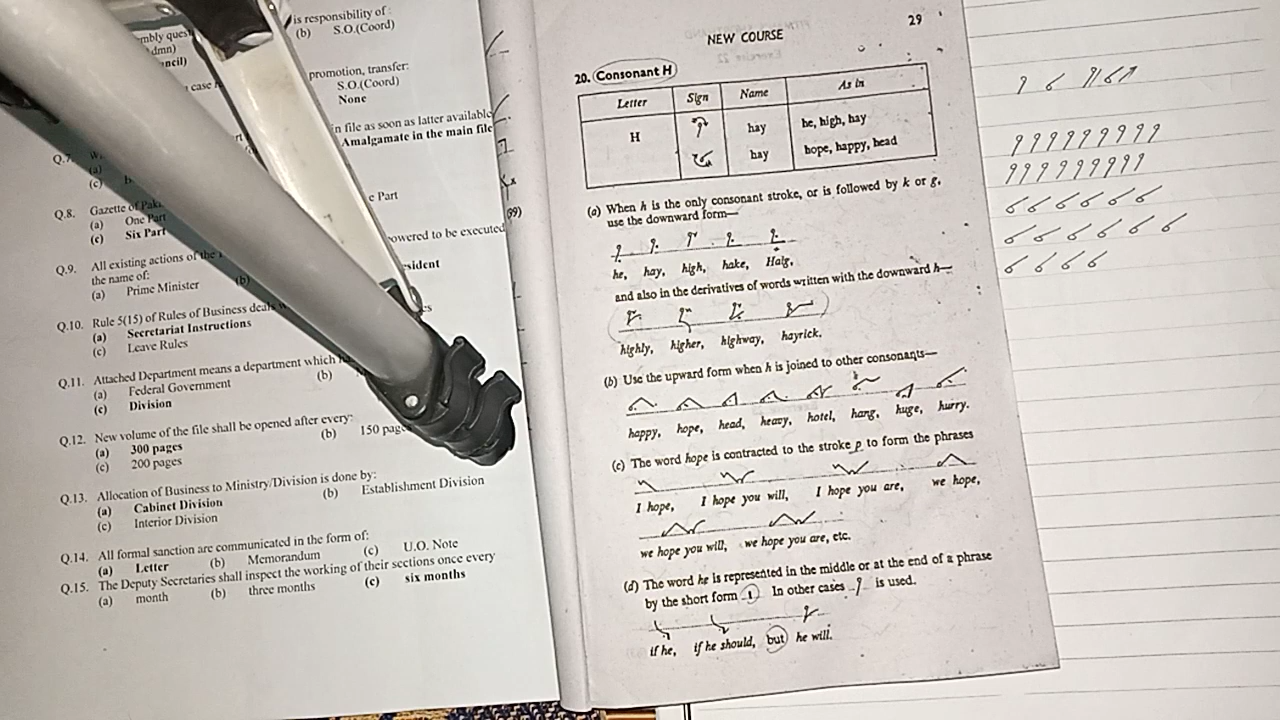 is responsibility of :
(b) S.O.(Coord)
case
promotion, transfer:
S.O.(Coord)
None
in file as soon as latter available
Amalgamate in the main file
Q.7.
(a)
(c)
e Part
Q.8. Gazette of
(a) One Part
(c) Six Part
(99)
Q.9. All existing actions of the
owered to be executed
the name of:
(a) Prime Minister (b)
sident
Q.10. Rule 5(15) of Rules of Business
(a) Secretariat Instructions
(c) Leave Rules
Q.11. Attached Department means a department which
(a) Federal Government (b)
(c) Division
Q.12. New volume of the file shall be opened after every:
(a) 300 pages (b) 150
(c) 200 pages
Q.13. Allocation of Business to Ministry/Division is done by:
(a) Cabinet Division (b) Establishment Division
(c) Interior Division
Q.14. All formal sanction are communicated in the form of:
(a) Letter (b) Memorandum (c) U.O. Note
Q.15. The Deputy Secretaries shall inspect the working of their sections once every
(a) month (b) three months (c) six months
NEW COURSE 29
20. Consonant H
Letter Sign Name As in
H hay he, high, hay
hay hope, happy, head
(a) When h is the only consonant stroke, or is followed by k or g,
use the downward form—
he, hay, high, hake, Haig,
and also in the derivatives of words written with the downward h—
highly, higher, highway, hayrick.
(b) Use the upward form when h is joined to other consonants—
happy, hope, head, heavy, hotel, hang, huge, hurry.
(c) The word hope is contracted to the stroke p to form the phrases
I hope, I hope you will, I hope you are, we hope,
we hope you will, we hope you are, etc.
(d) The word he is represented in the middle or at the end of a phrase
by the short form In other cases is used.
if he, if he should, but he will.